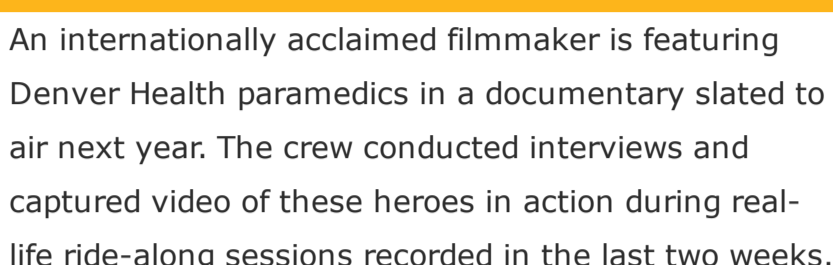 An internationally acclaimed filmmaker is featuring
Denver Health paramedics in a documentary slated to
air next year. The crew conducted interviews and
captured video of these heroes in action during real-
life ride-along sessions recorded in the last two weeks.